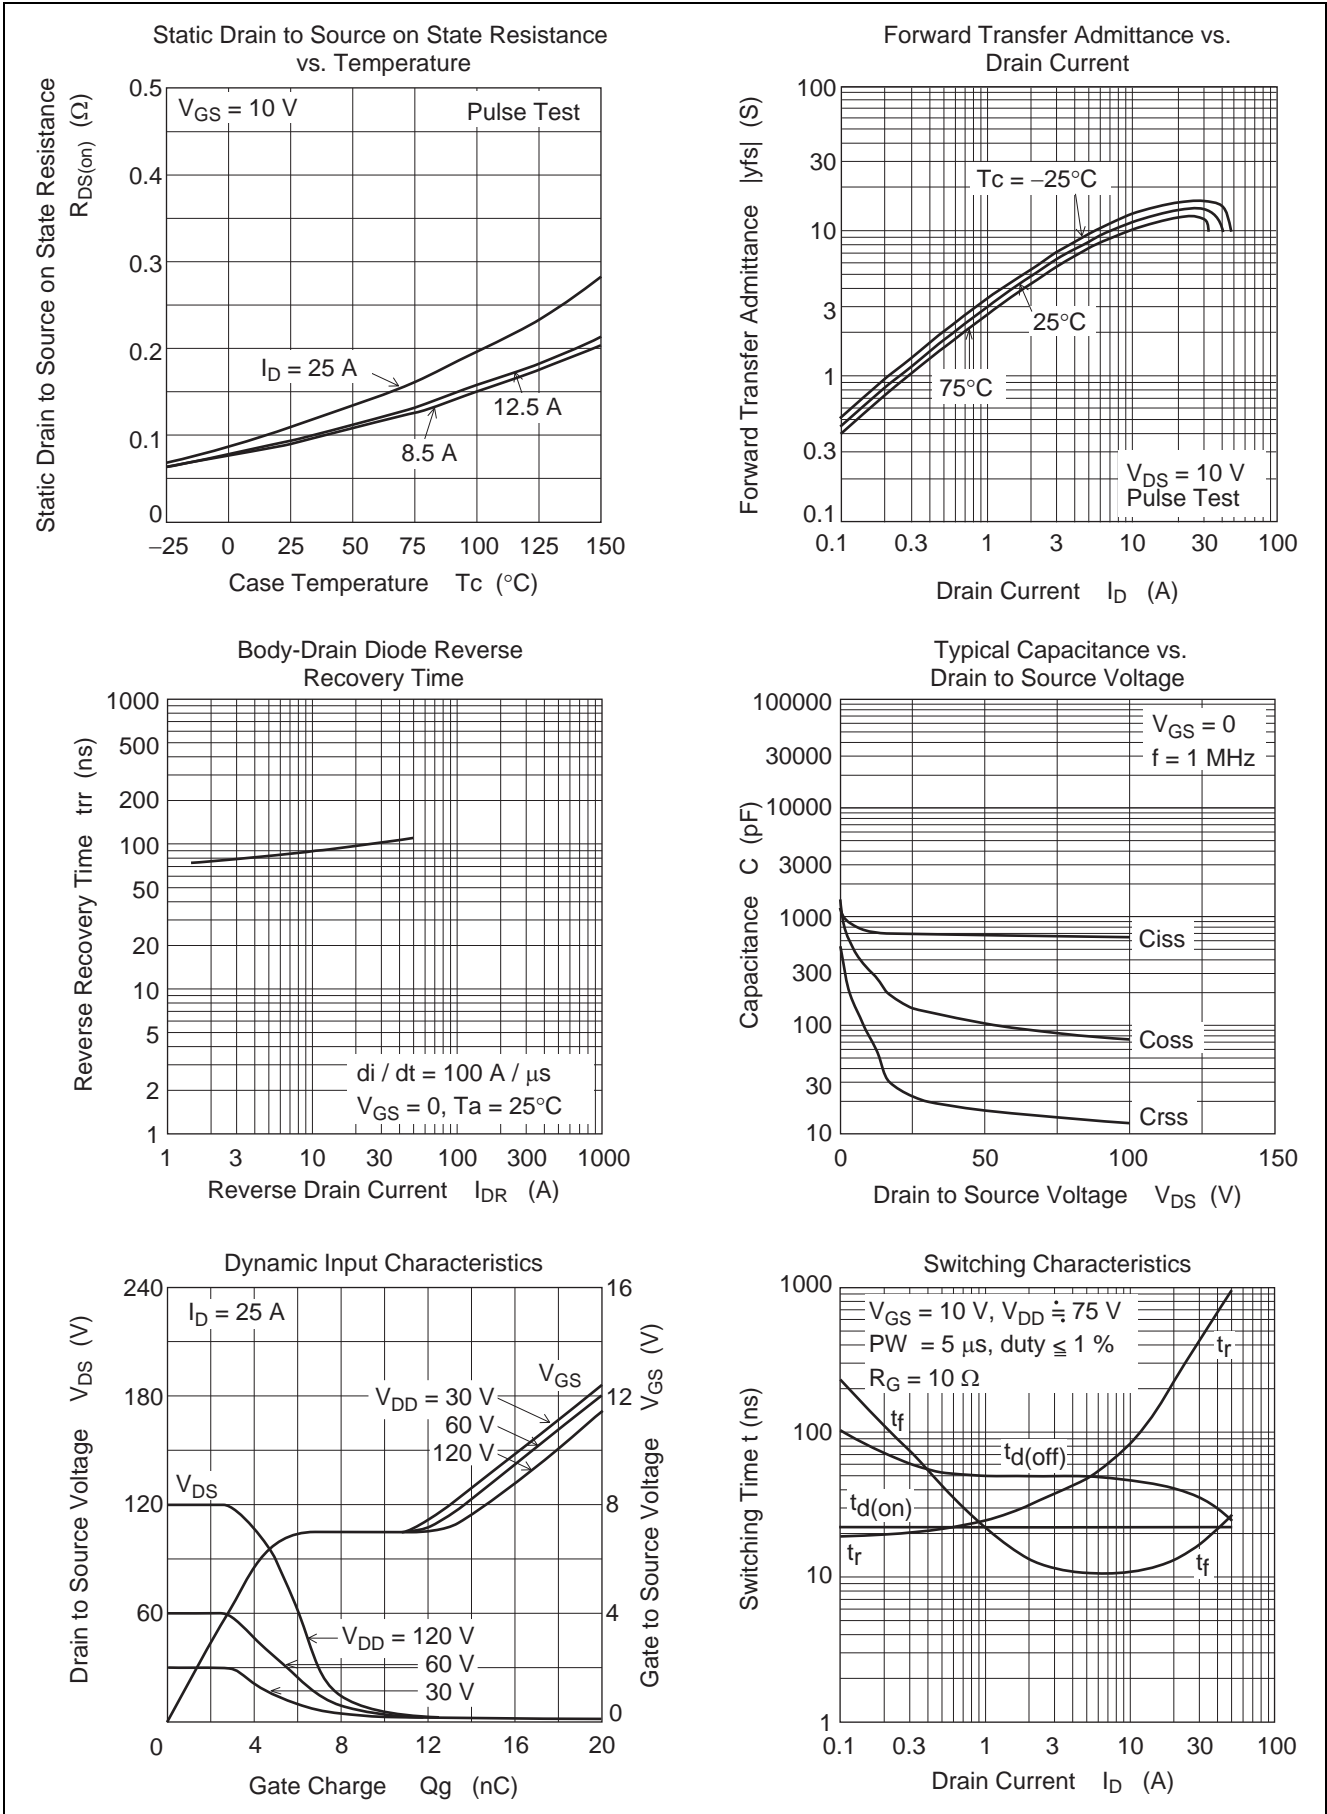 Static Drain to Source on State Resistance
vs. Temperature
Static Drain to Source on State Resistance
RDS(on) (Ω)
0.5
0.4
0.3
0.2
0.1
0
VGS = 10 V
Pulse Test
ID = 25 A
12.5 A
8.5 A
−25 0 25 50 75 100 125 150
Case Temperature Tc (°C)
Forward Transfer Admittance vs.
Drain Current
Forward Transfer Admittance |yfs| (S)
100
30
10
3
1
0.3
0.1
Tc = −25°C
25°C
75°C
VDS = 10 V
Pulse Test
0.1 0.3 1 3 10 30 100
Drain Current ID (A)
Body-Drain Diode Reverse
Recovery Time
Reverse Recovery Time trr (ns)
1000
500
200
100
50
20
10
5
2
1
di / dt = 100 A / μs
VGS = 0, Ta = 25°C
1 3 10 30 100 300 1000
Reverse Drain Current IDR (A)
Typical Capacitance vs.
Drain to Source Voltage
Capacitance C (pF)
100000
30000
10000
3000
1000
300
100
30
10
VGS = 0
f = 1 MHz
Ciss
Coss
Crss
0 50 100 150
Drain to Source Voltage VDS (V)
Dynamic Input Characteristics
Drain to Source Voltage VDS (V)
240
180
120
60
0
ID = 25 A
VGS
VDD = 30 V
60 V
120 V
VDS
VDD = 120 V
60 V
30 V
16
12
8
4
0
Gate to Source Voltage VGS (V)
4 8 12 16 20
Gate Charge Qg (nC)
Switching Characteristics
Switching Time t (ns)
1000
100
10
1
VGS = 10 V, VDD ≒ 75 V
PW = 5 μs, duty ≦ 1 %
RG = 10 Ω
tr
tf
td(off)
td(on)
tr
tf
0.1 0.3 1 3 10 30 100
Drain Current ID (A)